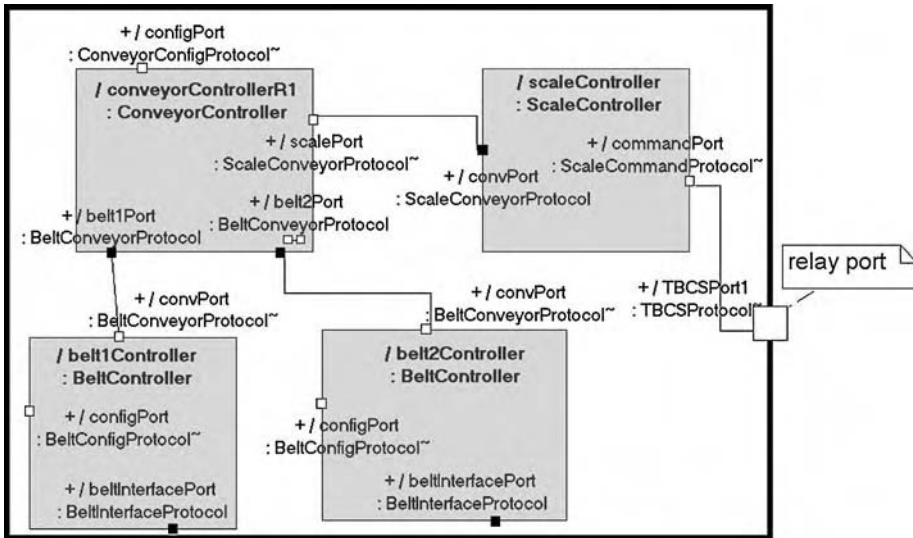 + / configPort
: ConveyorConfigProtocol~
/ conveyorControllerR1
: ConveyorController
+ / scalePort
: ScaleConveyorProtocol~
+ / belt2Port
: BeltConveyorProtocol
+ / belt1Port
: BeltConveyorProtocol
/ scaleController
: ScaleController
+ / commandPort
: ScaleCommandProtocol~
+ / convPort
: ScaleConveyorProtocol
relay port
+ / TBCSPort1
: TBCSProtocol~
+ / convPort
: BeltConveyorProtocol~
+ / convPort
: BeltConveyorProtocol~
/ belt1Controller
: BeltController
+ / configPort
: BeltConfigProtocol~
+ / beltInterfacePort
: BeltInterfaceProtocol
/ belt2Controller
: BeltController
+ / configPort
: BeltConfigProtocol~
+ / beltInterfacePort
: BeltInterfaceProtocol